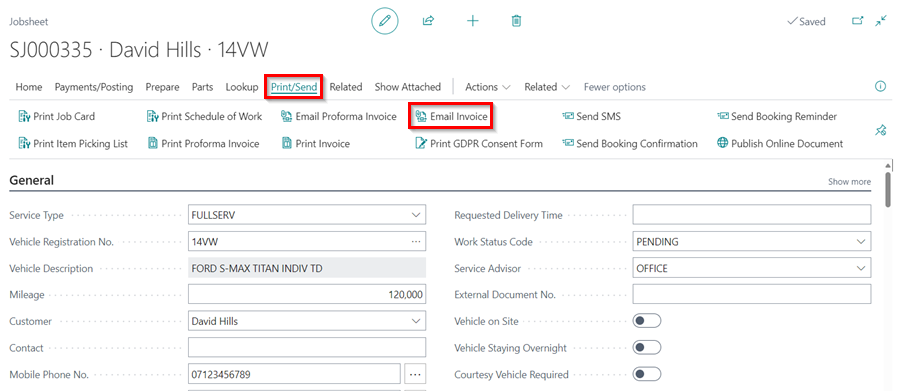 Jobsheet
Saved
SJ000335 · David Hills · 14VW
Home Payments/Posting Prepare Parts Lookup Print/Send Related Show Attached Actions Related Fewer options
Print Job Card Print Schedule of Work Email Proforma Invoice Email Invoice Send SMS Send Booking Reminder
Print Item Picking List Print Proforma Invoice Print Invoice Print GDPR Consent Form Send Booking Confirmation Publish Online Document
General Show more
Service Type FULLSERV Requested Delivery Time
Vehicle Registration No. 14VW Work Status Code PENDING
Vehicle Description FORD S-MAX TITAN INDIV TD Service Advisor OFFICE
Mileage 120,000 External Document No.
Customer David Hills Vehicle on Site
Contact Vehicle Staying Overnight
Mobile Phone No. 07123456789 Courtesy Vehicle Required